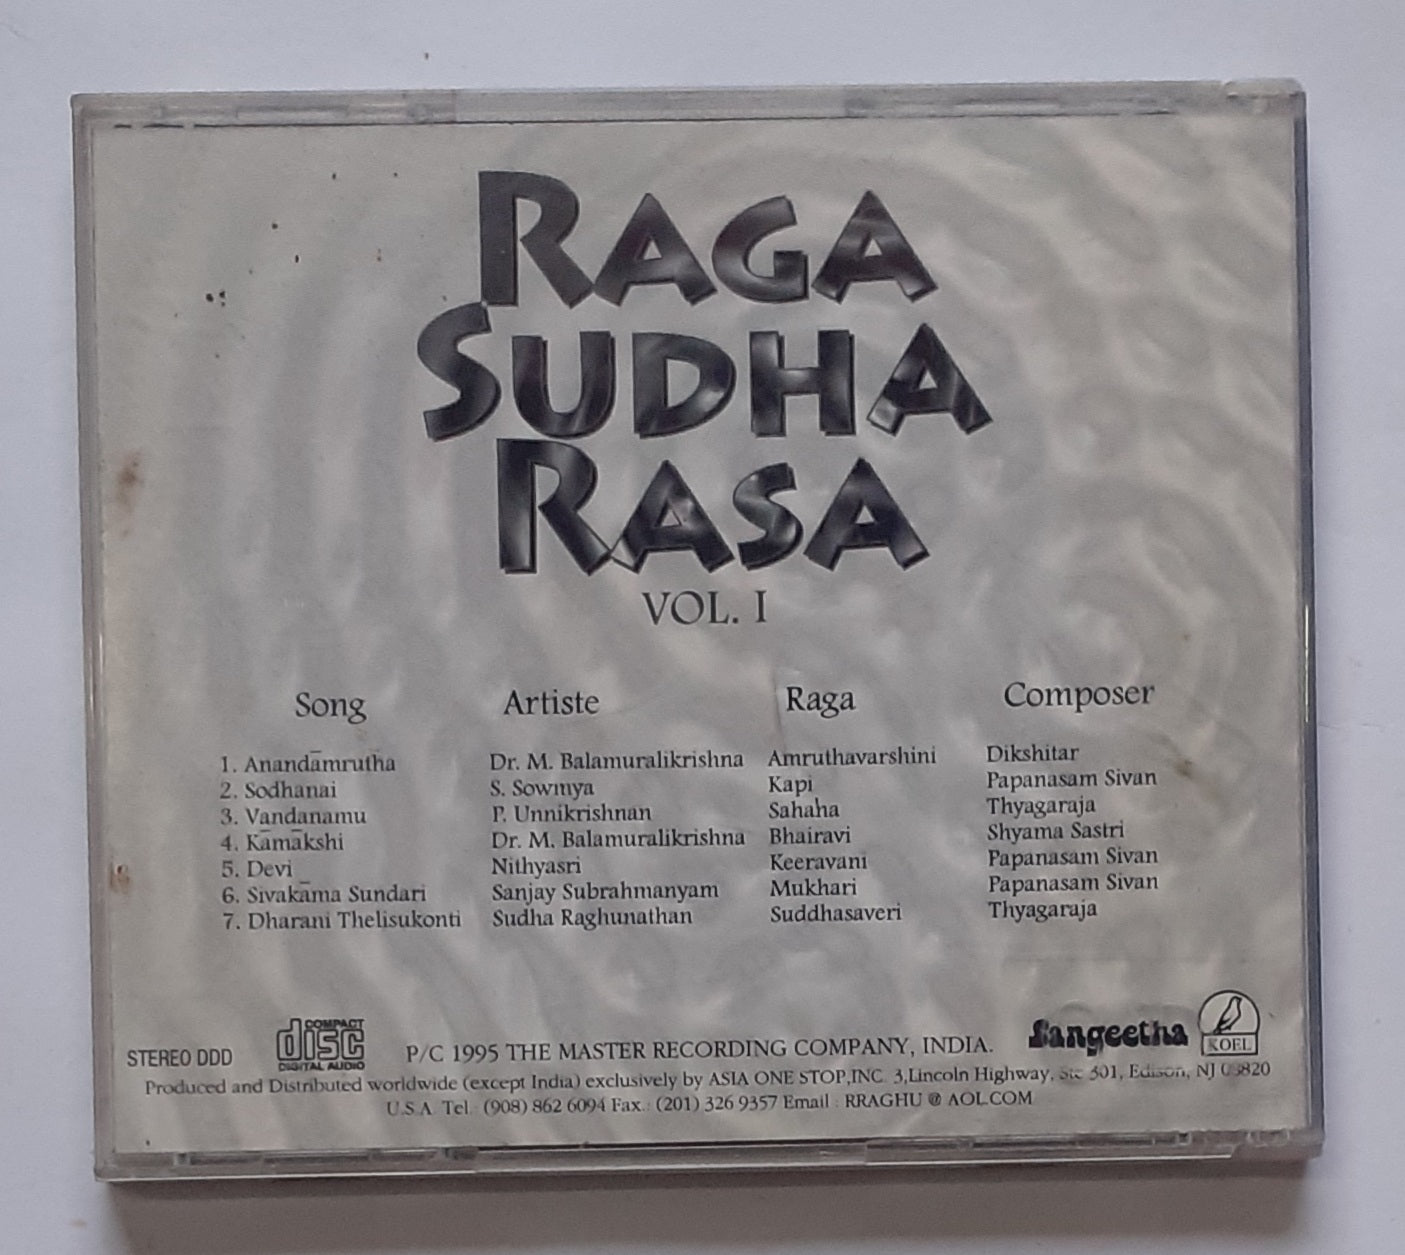 RAGA
SUDHA
RASA
VOL. I
Song Artiste Raga Composer
1. Anandāmrutha Dr. M. Balamuralikrishna Amruthavarshini Dikshitar
2. Sodhanai S. Sowmya Kapi Papanasam Sivan
3. Vandanamu P. Unnikrishnan Sahaha Thyagaraja
4. Kāmākshi Dr. M. Balamuralikrishna Bhairavi Shyama Sastri
5. Devi Nithyasri Keeravani Papanasam Sivan
6. Sivakāma Sundari Sanjay Subrahmanyam Mukhari Papanasam Sivan
7. Dharani Thelisukonti Sudha Raghunathan Suddhasaveri Thyagaraja
STEREO DDD COMPACT disc DIGITAL AUDIO P/C 1995 THE MASTER RECORDING COMPANY, INDIA. Sangeetha KOEL
Produced and Distributed worldwide (except India) exclusively by ASIA ONE STOP,INC. 3,Lincoln Highway, Ste 301, Edison, NJ
U.S.A. Tel.: (908) 862 6094 Fax.: (201) 326 9357 Email : RRAGHU @ AOL.COM